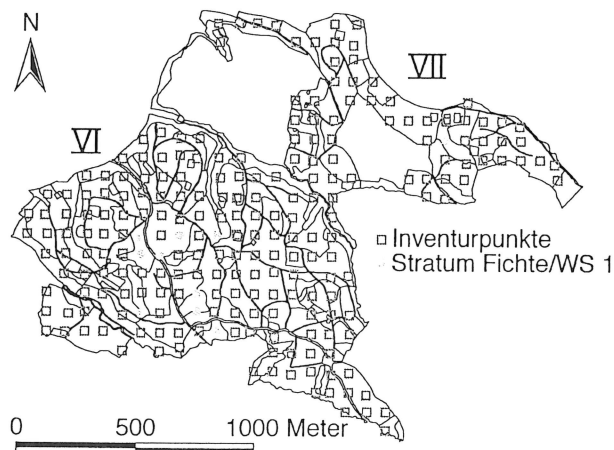 N
VII
VI
Inventurpunkte
Stratum Fichte/WS 1
0 500 1000 Meter